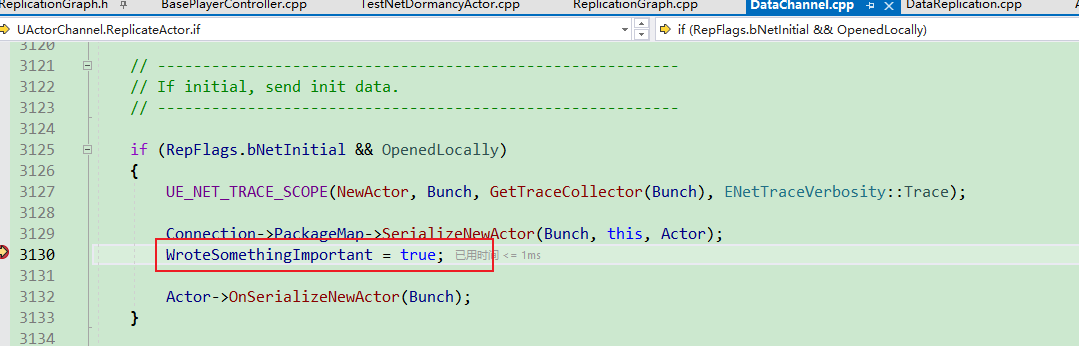 ReplicationGraph.h BasePlayerController.cpp TestNetDormancyActor.cpp ReplicationGraph.cpp DataChannel.cpp DataReplication.cpp
UActorChannel.ReplicateActor.if if (RepFlags.bNetInitial && OpenedLocally)
3120
3121 // ----------------------------------------------------------
3122 // If initial, send init data.
3123 // ----------------------------------------------------------
3124
3125 if (RepFlags.bNetInitial && OpenedLocally)
3126 {
3127 UE_NET_TRACE_SCOPE(NewActor, Bunch, GetTraceCollector(Bunch), ENetTraceVerbosity::Trace);
3128
3129 Connection->PackageMap->SerializeNewActor(Bunch, this, Actor);
3130 WroteSomethingImportant = true; 已用时间 <= 1ms
3131
3132 Actor->OnSerializeNewActor(Bunch);
3133 }
3134